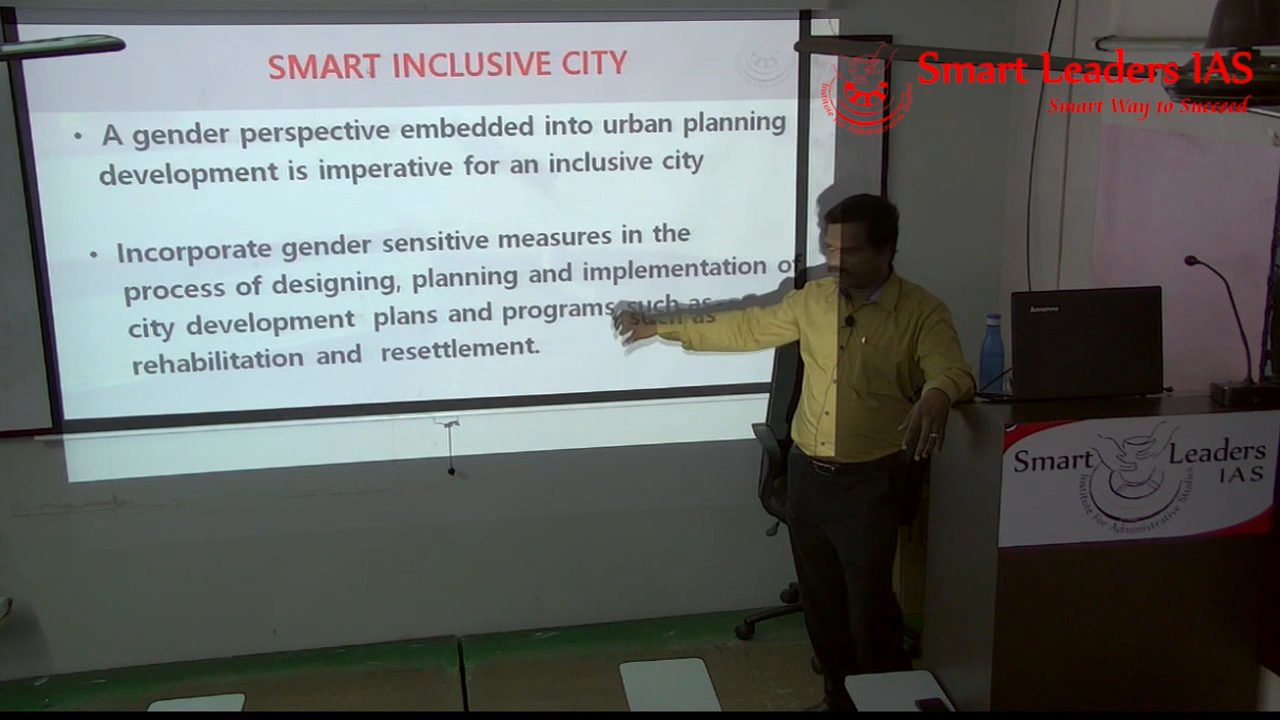 SMART INCLUSIVE CITY
• A gender perspective embedded into urban planning
development is imperative for an inclusive city
• Incorporate gender sensitive measures in the
process of designing, planning and implementation of
city development plans and programs such as
rehabilitation and resettlement.
Smart Leaders IAS
Smart Way to Succeed
lenovo
Smart Leaders
IAS
Institute For Administrative Studies